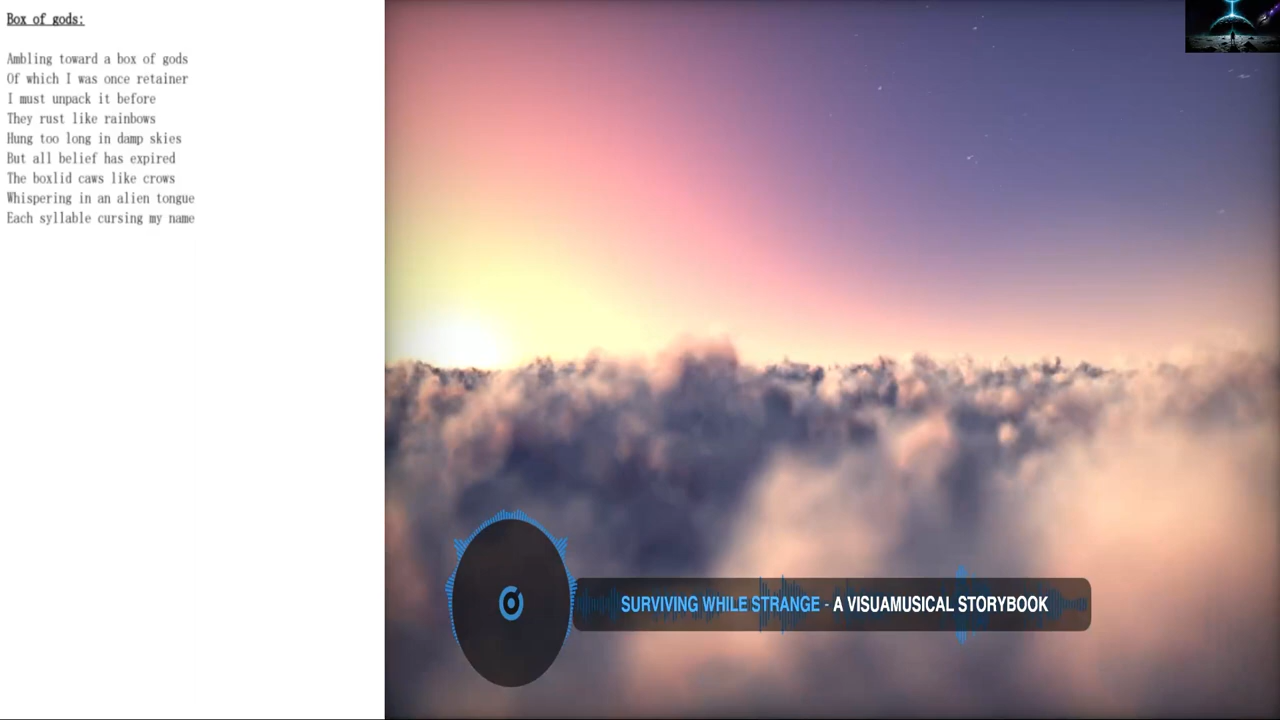 Box of gods:
Ambling toward a box of gods
Of which I was once retainer
I must unpack it before
They rust like rainbows
Hung too long in damp skies
But all belief has expired
The boxlid caws like crows
Whispering in an alien tongue
Each syllable cursing my name
SURVIVING WHILE STRANGE - A VISUAMUSICAL STORYBOOK